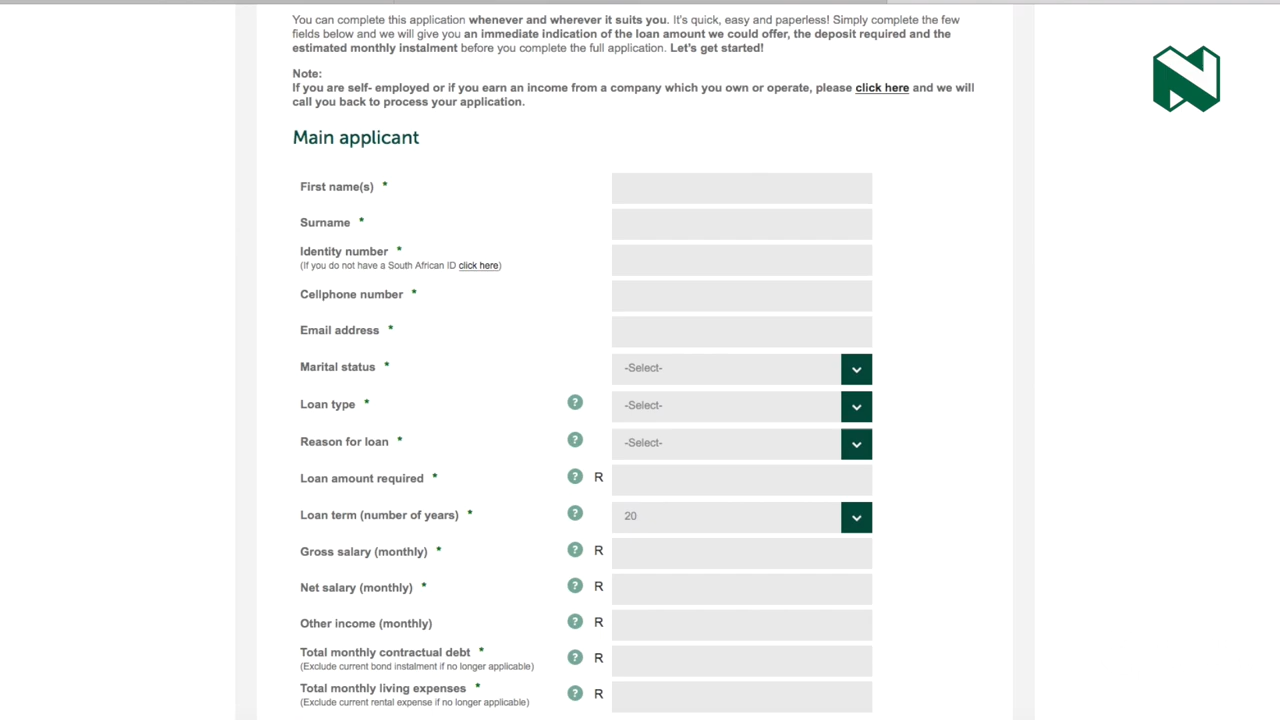 You can complete this application whenever and wherever it suits you. It's quick, easy and paperless! Simply complete the few
fields below and we will give you an immediate indication of the loan amount we could offer, the deposit required and the
estimated monthly instalment before you complete the full application. Let's get started!
Note:
If you are self- employed or if you earn an income from a company which you own or operate, please click here and we will
call you back to process your application.
Main applicant
First name(s) *
Surname *
Identity number *
(If you do not have a South African ID click here)
Cellphone number *
Email address *
Marital status * -Select-
Loan type * ? -Select-
Reason for loan * ? -Select-
Loan amount required * ? R
Loan term (number of years) * ? 20
Gross salary (monthly) * ? R
Net salary (monthly) * ? R
Other income (monthly) ? R
Total monthly contractual debt * ? R
(Exclude current bond instalment if no longer applicable)
Total monthly living expenses * ? R
(Exclude current rental expense if no longer applicable)